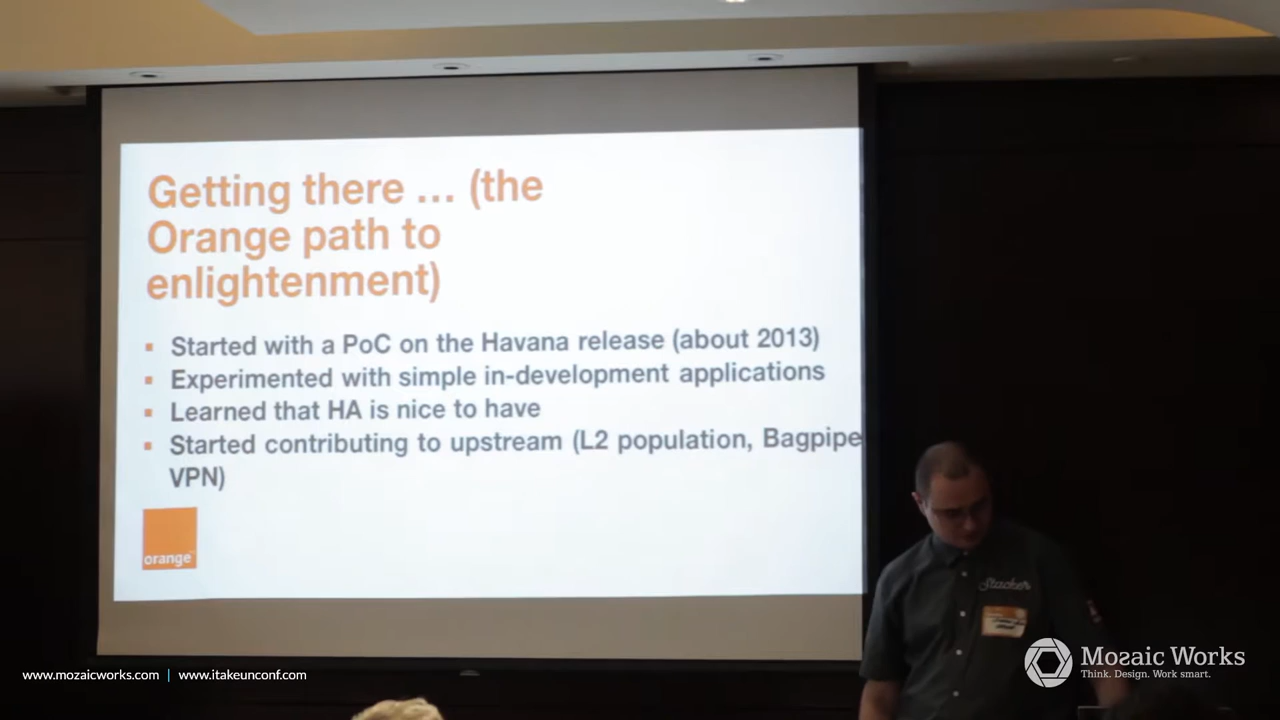 Getting there ... (the
Orange path to
enlightenment)
Started with a PoC on the Havana release (about 2013)
Experimented with simple in-development applications
Learned that HA is nice to have
Started contributing to upstream (L2 population, Bagpipe
VPN)
orange
Stacker
www.mozaicworks.com | www.itakeunconf.com
Mozaic Works
Think. Design. Work smart.